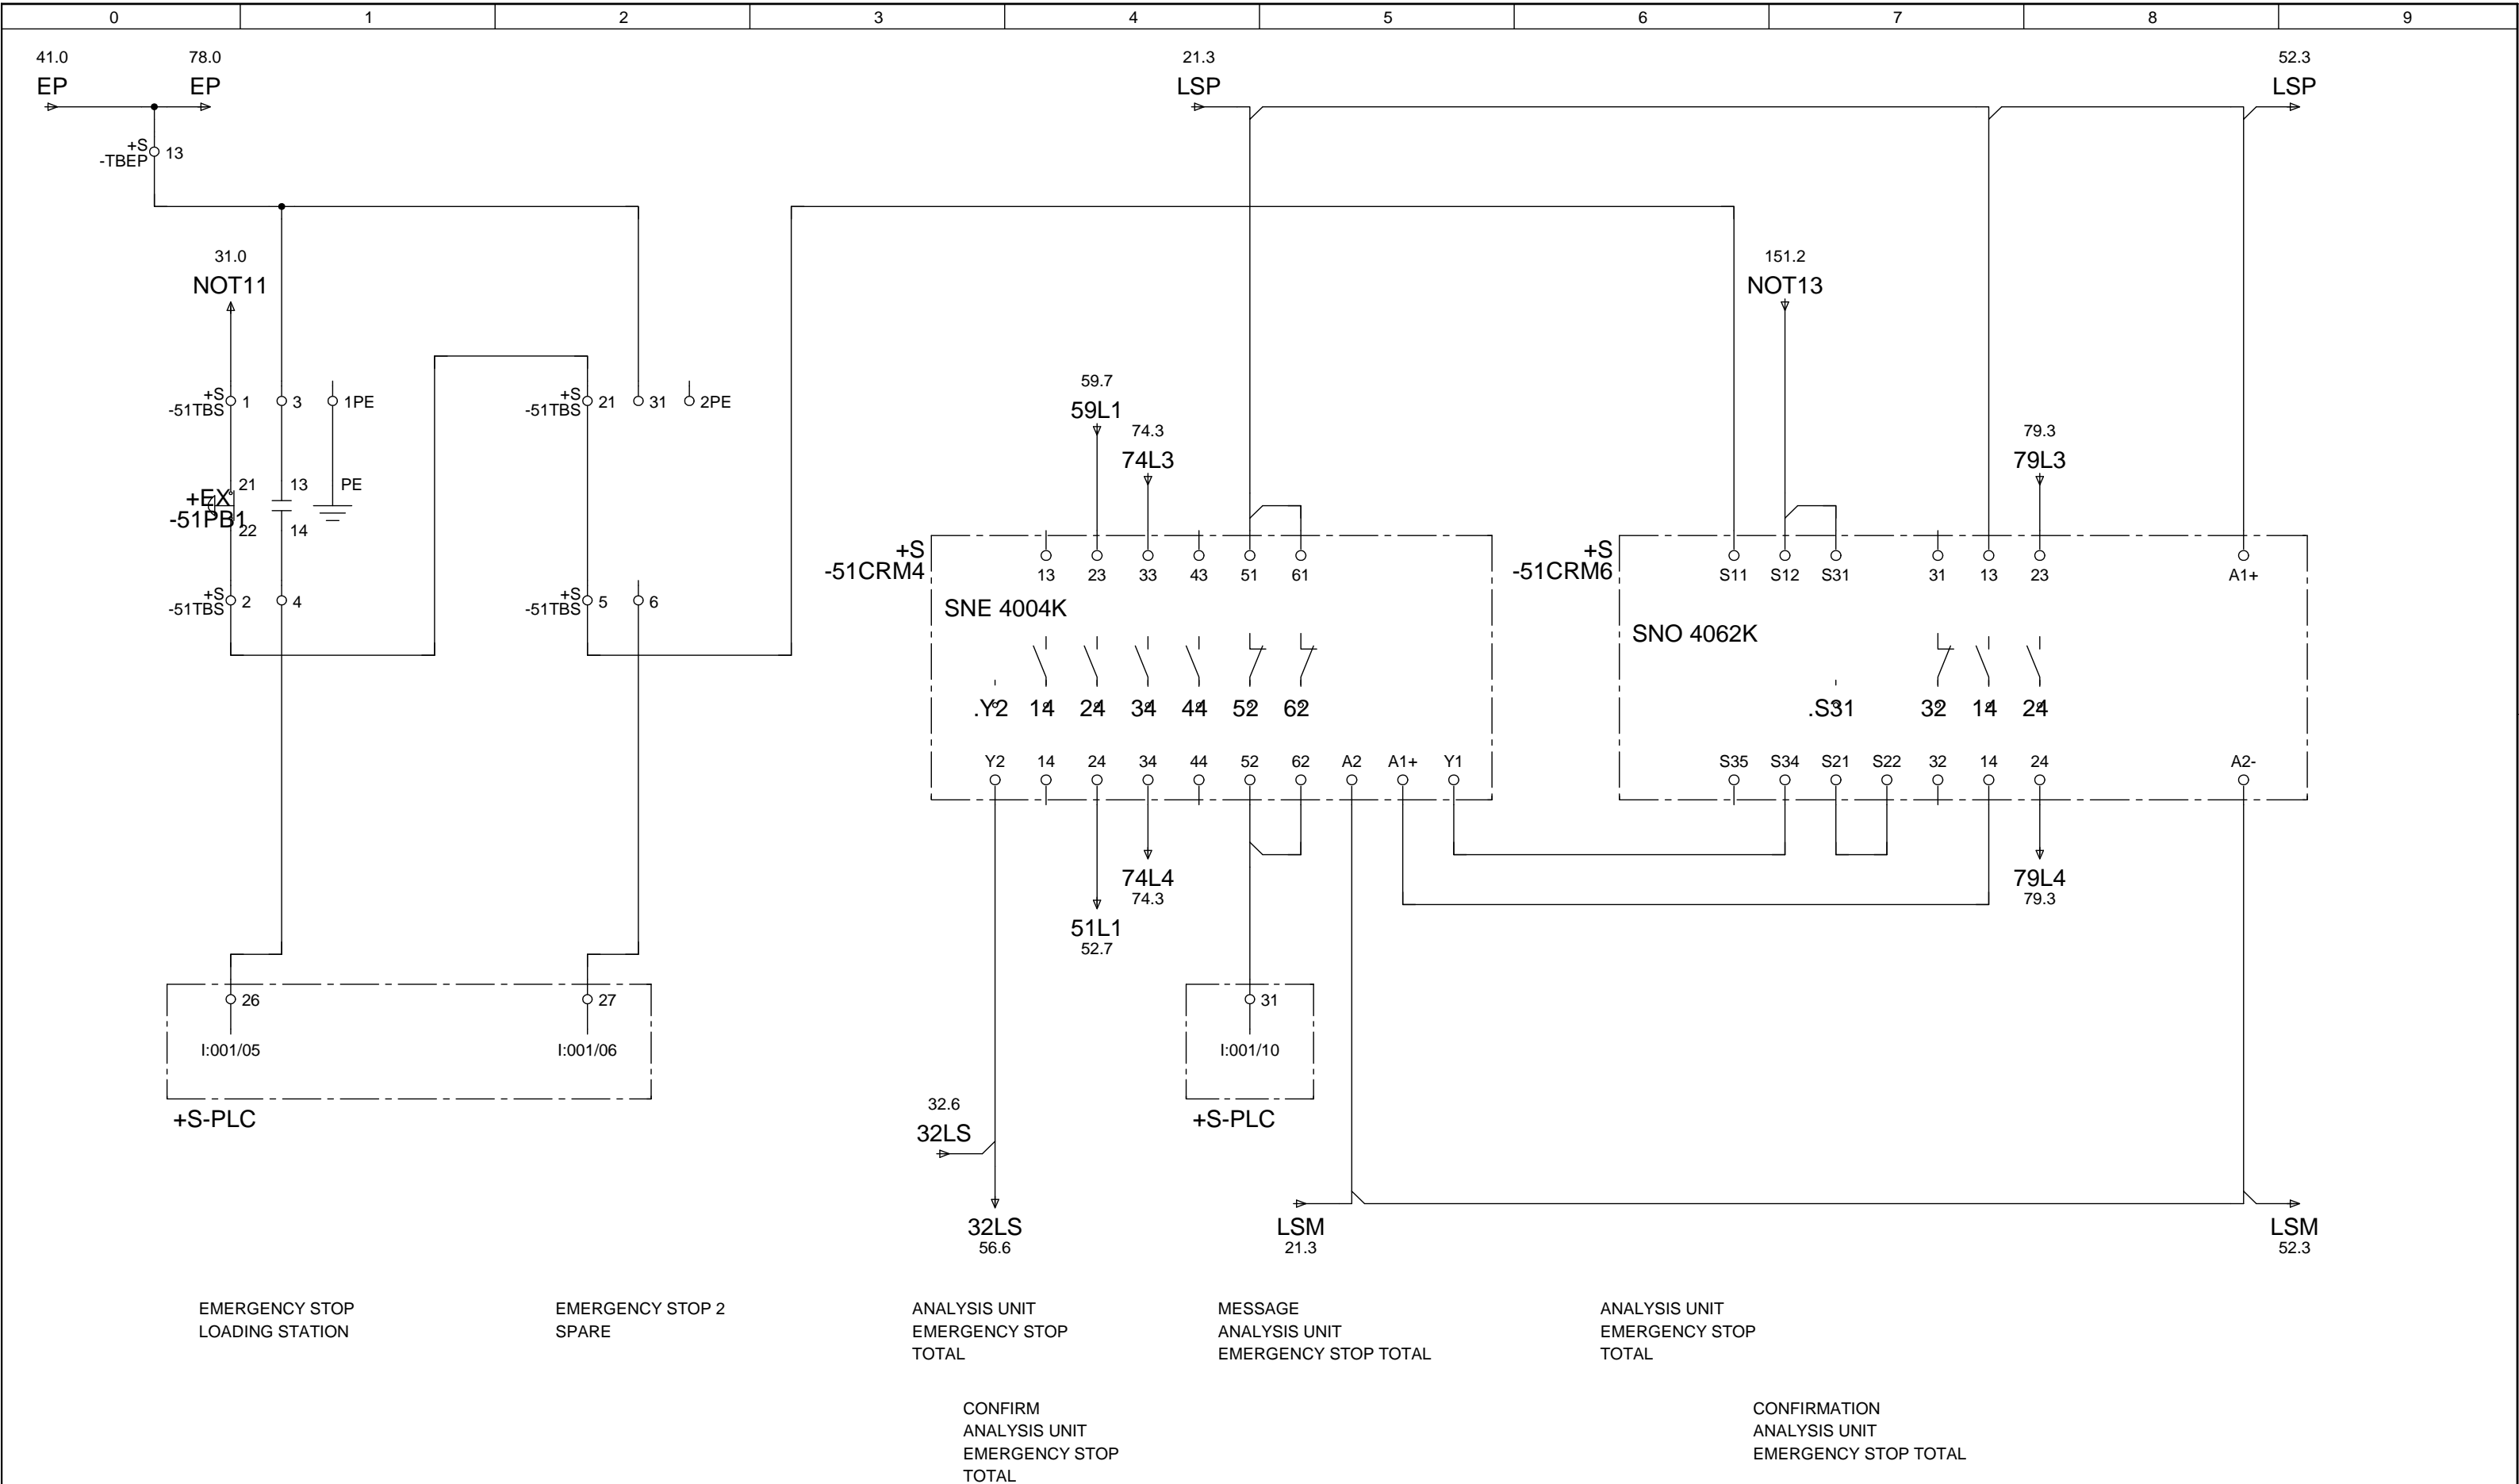 0 1 2 3 4 5 6 7 8 9
41.0 78.0 21.3 52.3
EP EP LSP LSP
+S
-TBEP 13
31.0 151.2
NOT11 NOT13
59.7
59L1
74.3 79.3
74L3 79L3
+S
-51TBS 1 3 1PE
+S
-51TBS 21 31 2PE
+EX
-51PB1
21 13 PE
22 14
+S
-51TBS 2 4
+S
-51TBS 5 6
+S
-51CRM4
13 23 33 43 51 61
SNE 4004K
.Y2 14 24 34 44 52 62
Y2 14 24 34 44 52 62 A2 A1+ Y1
+S
-51CRM6
S11 S12 S31 31 13 23 A1+
SNO 4062K
.S31 32 14 24
S35 S34 S21 S22 32 14 24 A2-
74L4
74.3
79L4
79.3
51L1
52.7
26 27 31
I:001/05 I:001/06 I:001/10
+S-PLC +S-PLC
32.6
32LS
32LS
56.6
LSM
21.3
LSM
52.3
EMERGENCY STOP
LOADING STATION
EMERGENCY STOP 2
SPARE
ANALYSIS UNIT
EMERGENCY STOP
TOTAL
MESSAGE
ANALYSIS UNIT
EMERGENCY STOP TOTAL
ANALYSIS UNIT
EMERGENCY STOP
TOTAL
CONFIRM
ANALYSIS UNIT
EMERGENCY STOP
TOTAL
CONFIRMATION
ANALYSIS UNIT
EMERGENCY STOP TOTAL